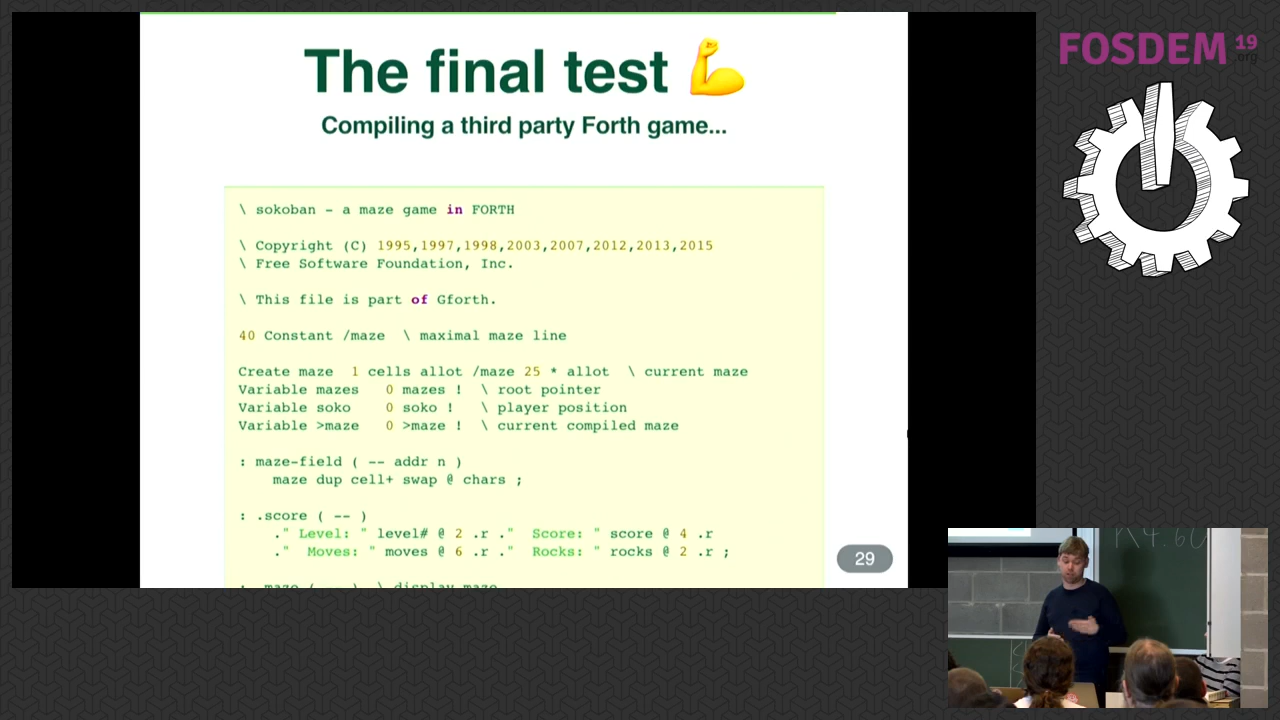 The final test
Compiling a third party Forth game...
\ sokoban - a maze game in FORTH
\ Copyright (C) 1995,1997,1998,2003,2007,2012,2013,2015
\ Free Software Foundation, Inc.
\ This file is part of Gforth.
40 Constant /maze  \ maximal maze line
Create maze  1 cells allot /maze 25 * allot  \ current maze
Variable mazes   0 mazes !  \ root pointer
Variable soko    0 soko !   \ player position
Variable >maze   0 >maze !  \ current compiled maze
: maze-field ( -- addr n )
    maze dup cell+ swap @ chars ;
: .score ( -- )
    ." Level: " level# @ 2 .r ."  Score: " score @ 4 .r
    ."  Moves: " moves @ 6 .r ."  Rocks: " rocks @ 2 .r ;
: .maze ( -- )  \ display maze
29
FOSDEM 19
.org